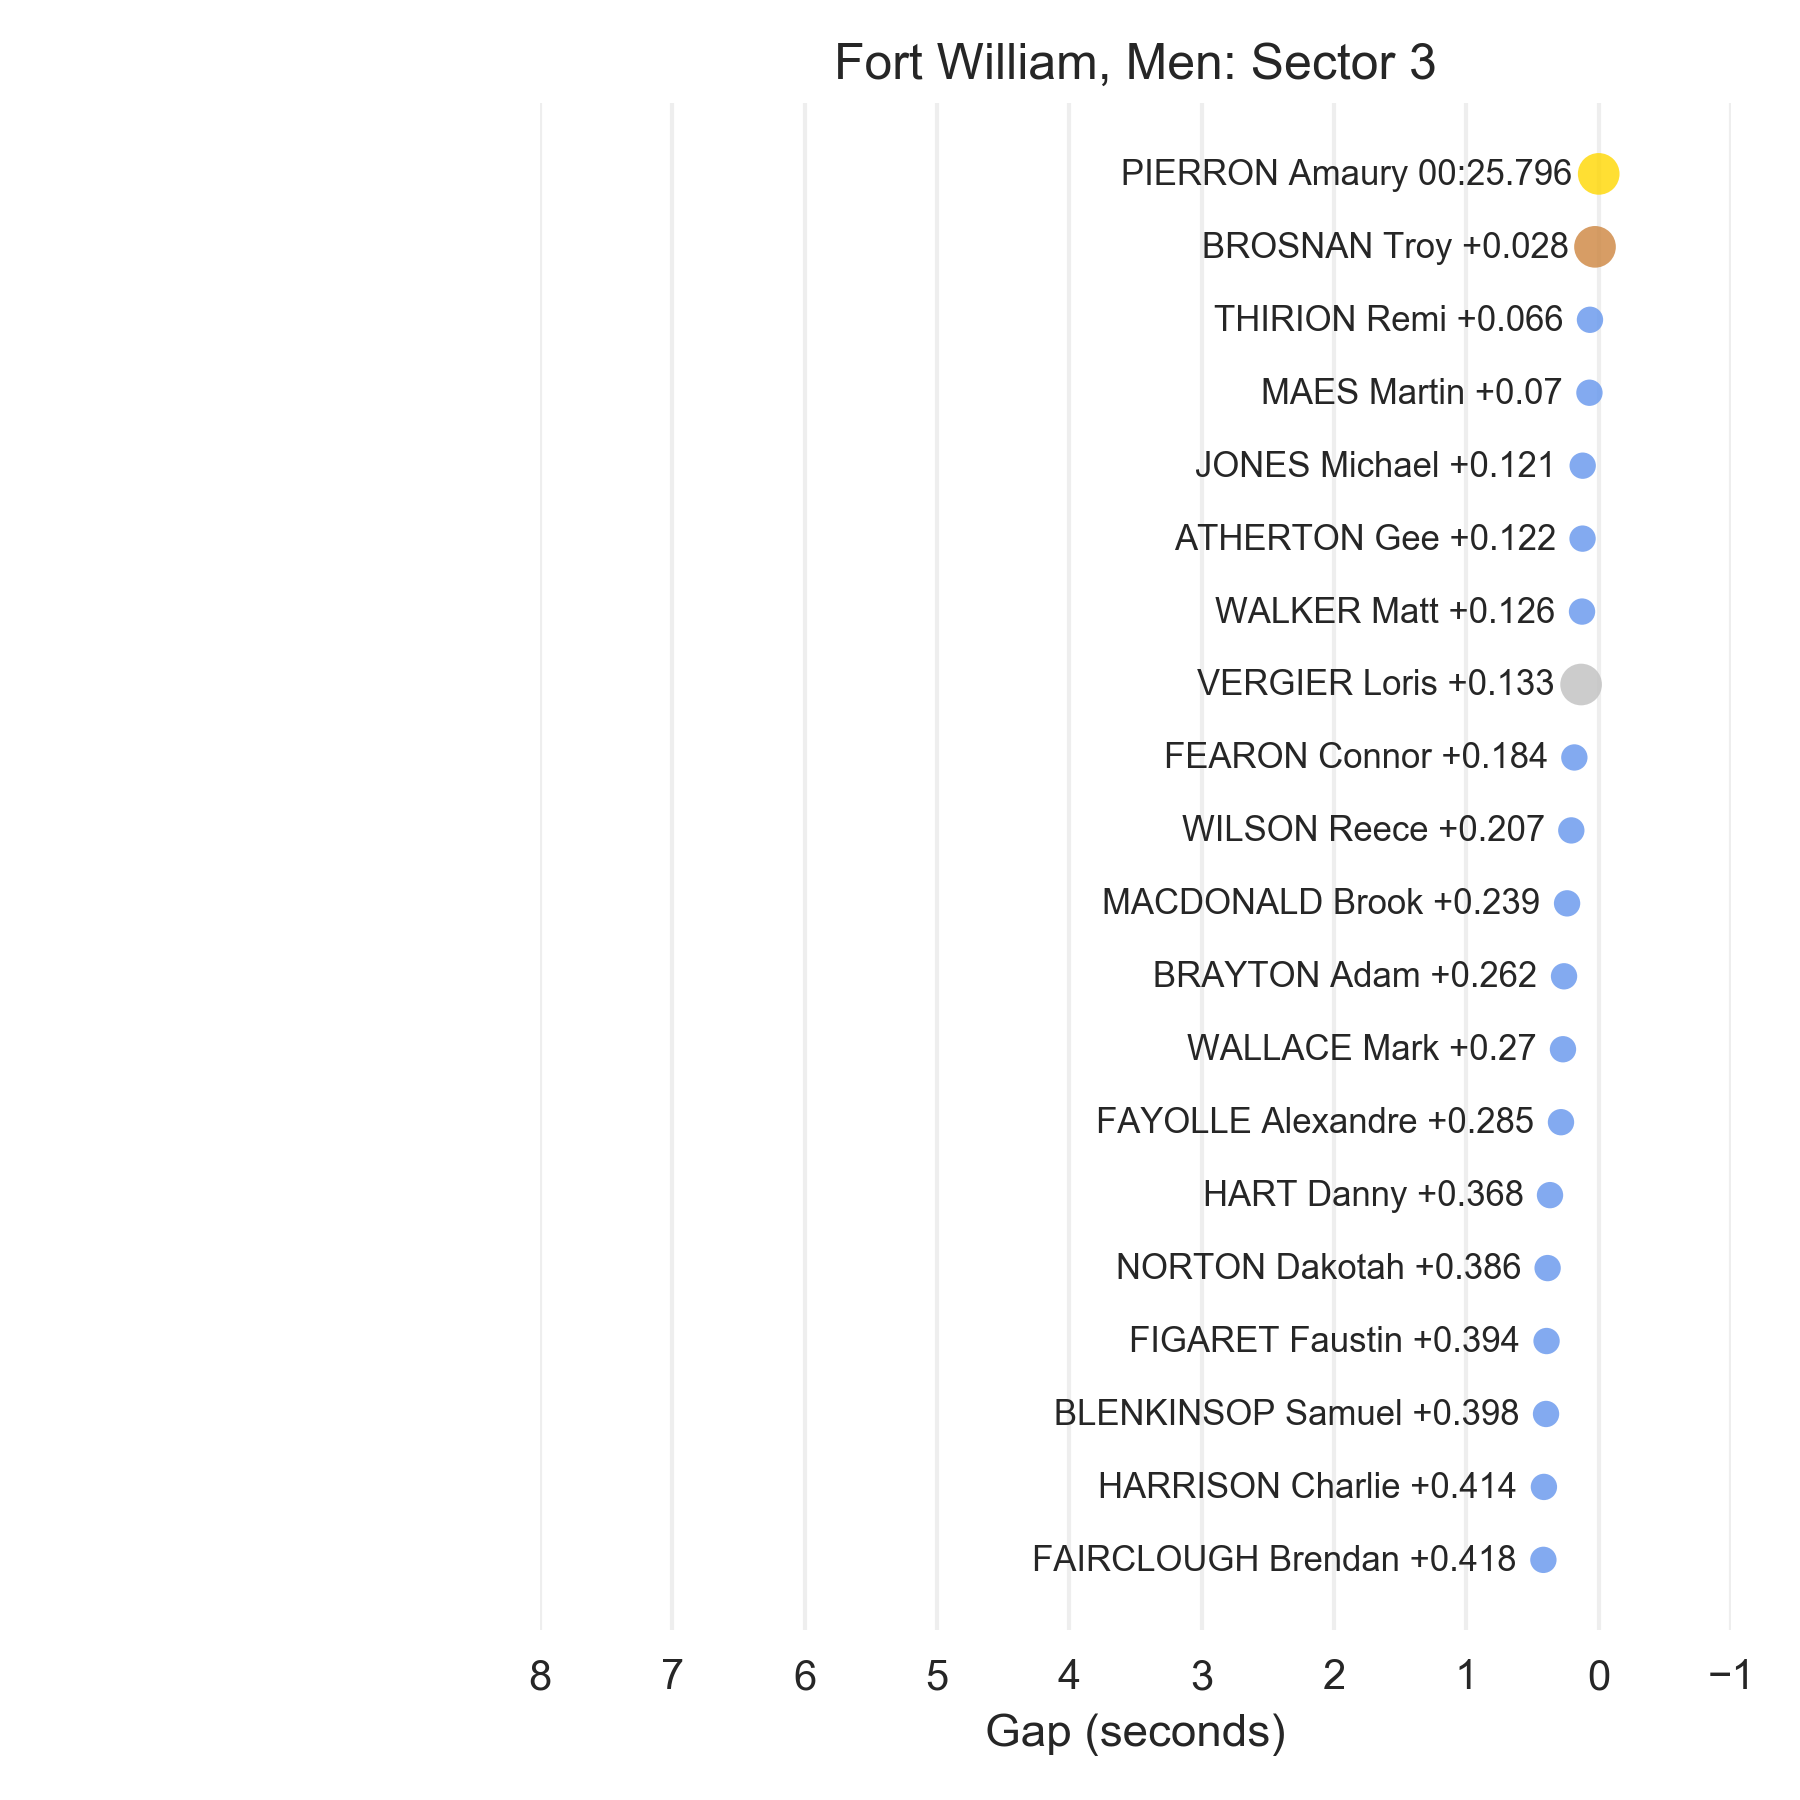 Fort William, Men: Sector 3
PIERRON Amaury 00:25.796
BROSNAN Troy +0.028
THIRION Remi +0.066
MAES Martin +0.07
JONES Michael +0.121
ATHERTON Gee +0.122
WALKER Matt +0.126
VERGIER Loris +0.133
FEARON Connor +0.184
WILSON Reece +0.207
MACDONALD Brook +0.239
BRAYTON Adam +0.262
WALLACE Mark +0.27
FAYOLLE Alexandre +0.285
HART Danny +0.368
NORTON Dakotah +0.386
FIGARET Faustin +0.394
BLENKINSOP Samuel +0.398
HARRISON Charlie +0.414
FAIRCLOUGH Brendan +0.418
8 7 6 5 4 3 2 1 0 −1
Gap (seconds)